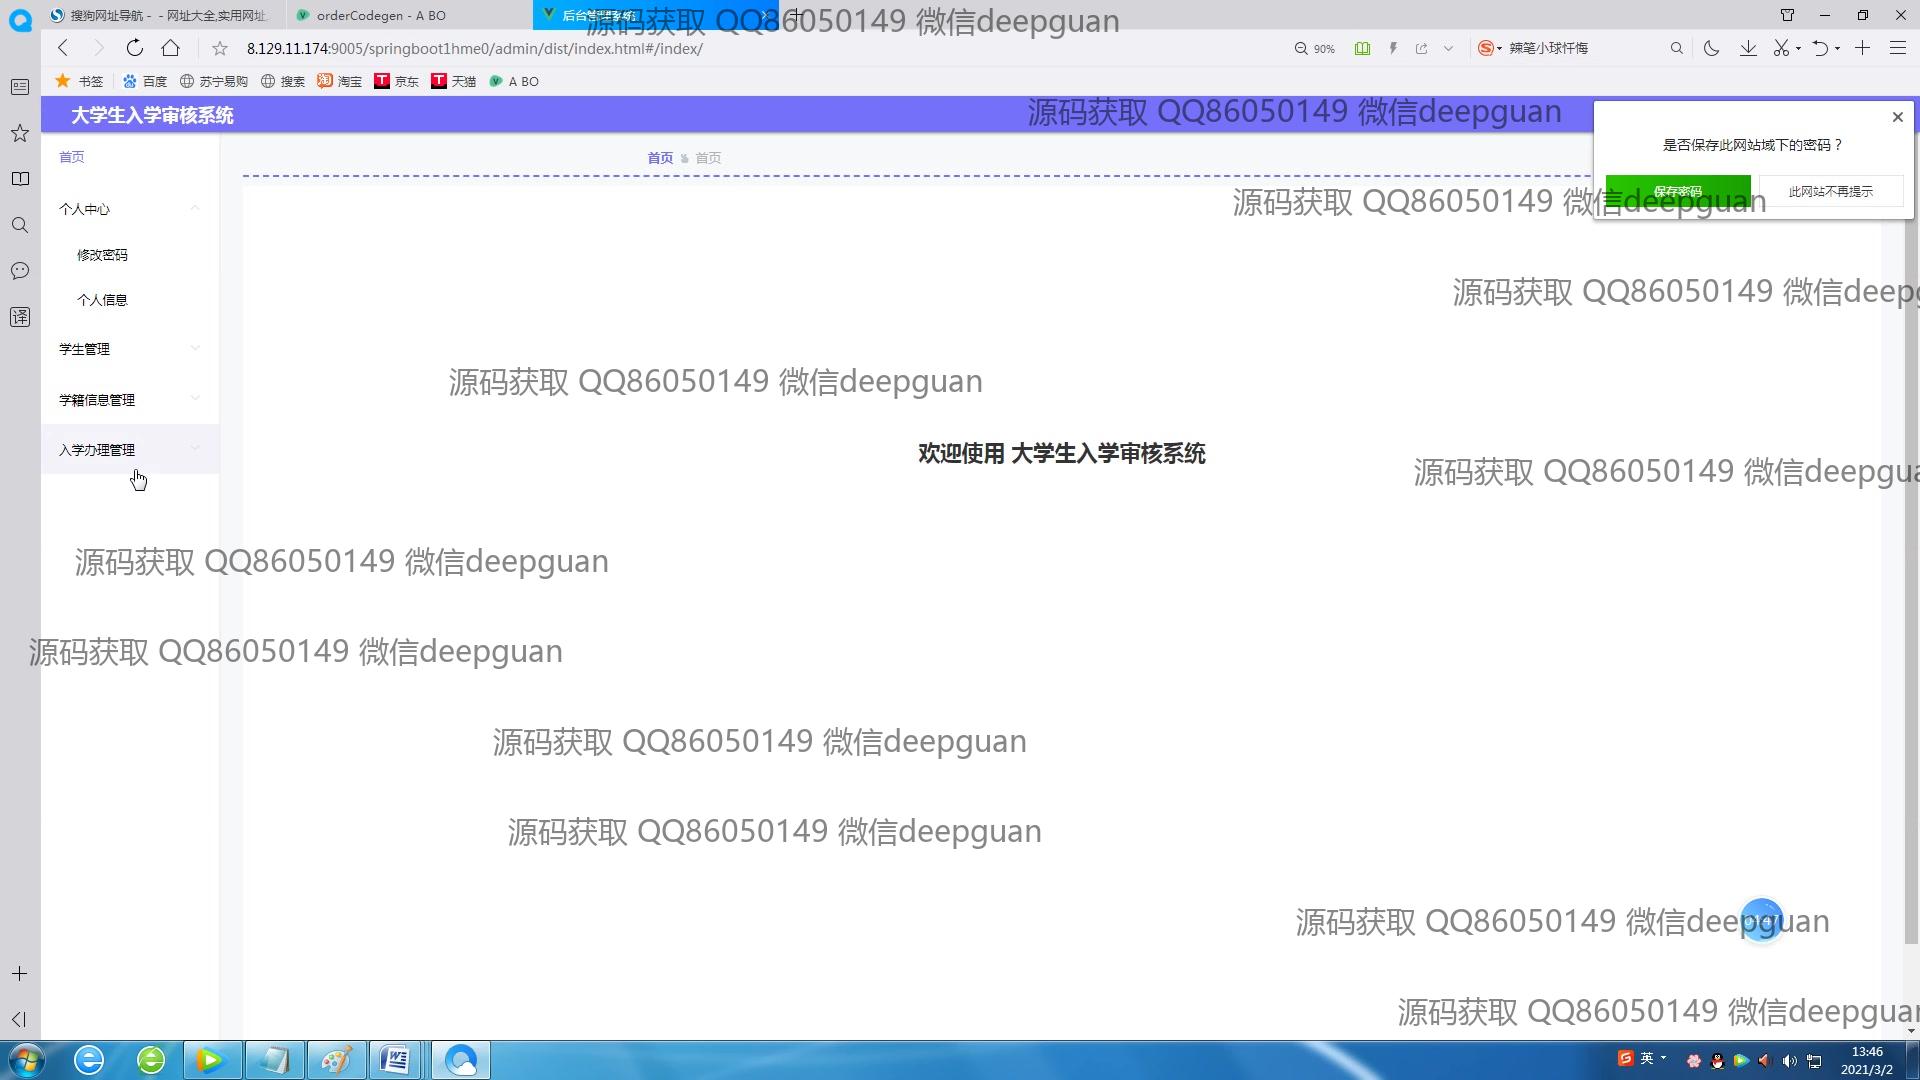 搜狗网址导航 - - 网址大全,实用网址
orderCodegen - A BO
后台管理系统
源码获取 QQ86050149 微信deepguan
8.129.11.174:9005/springboot1hme0/admin/dist/index.html#/index/
90%
辣笔小球忏悔
书签
百度
苏宁易购
搜索
淘宝
京东
天猫
A BO
大学生入学审核系统
源码获取 QQ86050149 微信deepguan
是否保存此网站域下的密码？
保存密码
此网站不再提示
首页
首页
首页
源码获取 QQ86050149 微信deepguan
个人中心
修改密码
个人信息
源码获取 QQ86050149 微信deepg
学生管理
源码获取 QQ86050149 微信deepguan
学籍信息管理
入学办理管理
欢迎使用 大学生入学审核系统
源码获取 QQ86050149 微信deepgua
译
源码获取 QQ86050149 微信deepguan
源码获取 QQ86050149 微信deepguan
源码获取 QQ86050149 微信deepguan
源码获取 QQ86050149 微信deepguan
源码获取 QQ86050149 微信deepguan
源码获取 QQ86050149 微信deepguan
英
13:46
2021/3/2